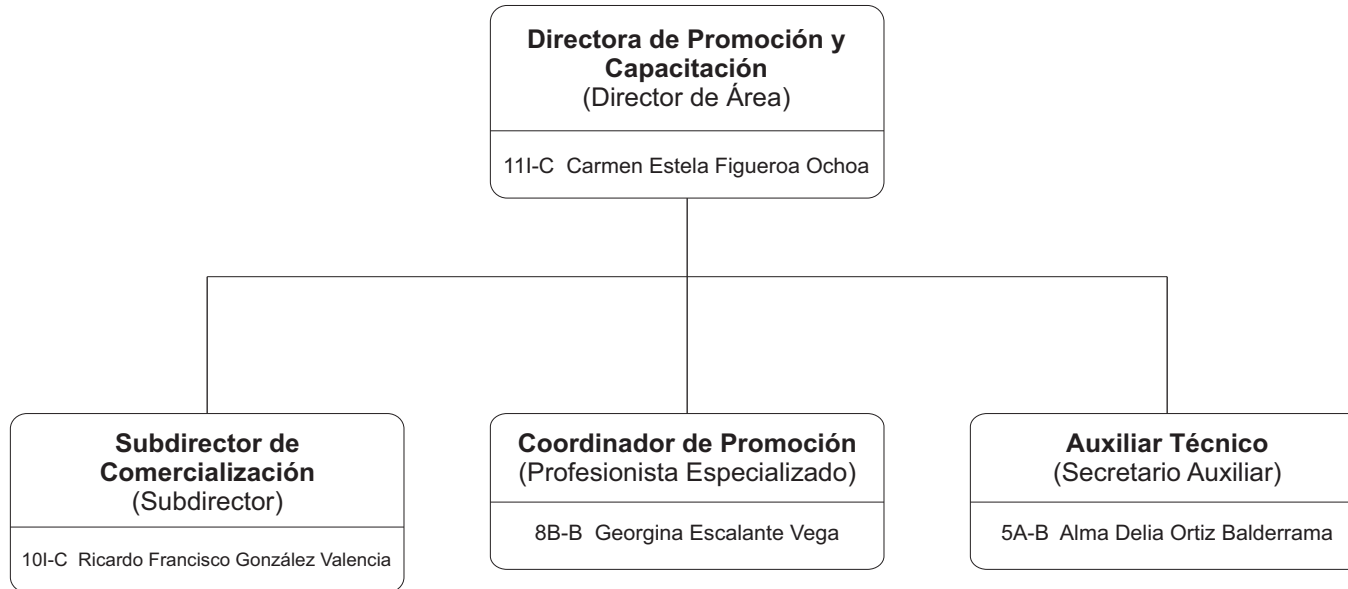 Directora de Promoción y
Capacitación
(Director de Área)
11I-C Carmen Estela Figueroa Ochoa
Subdirector de
Comercialización
(Subdirector)
10I-C Ricardo Francisco González Valencia
Coordinador de Promoción
(Profesionista Especializado)
8B-B Georgina Escalante Vega
Auxiliar Técnico
(Secretario Auxiliar)
5A-B Alma Delia Ortiz Balderrama